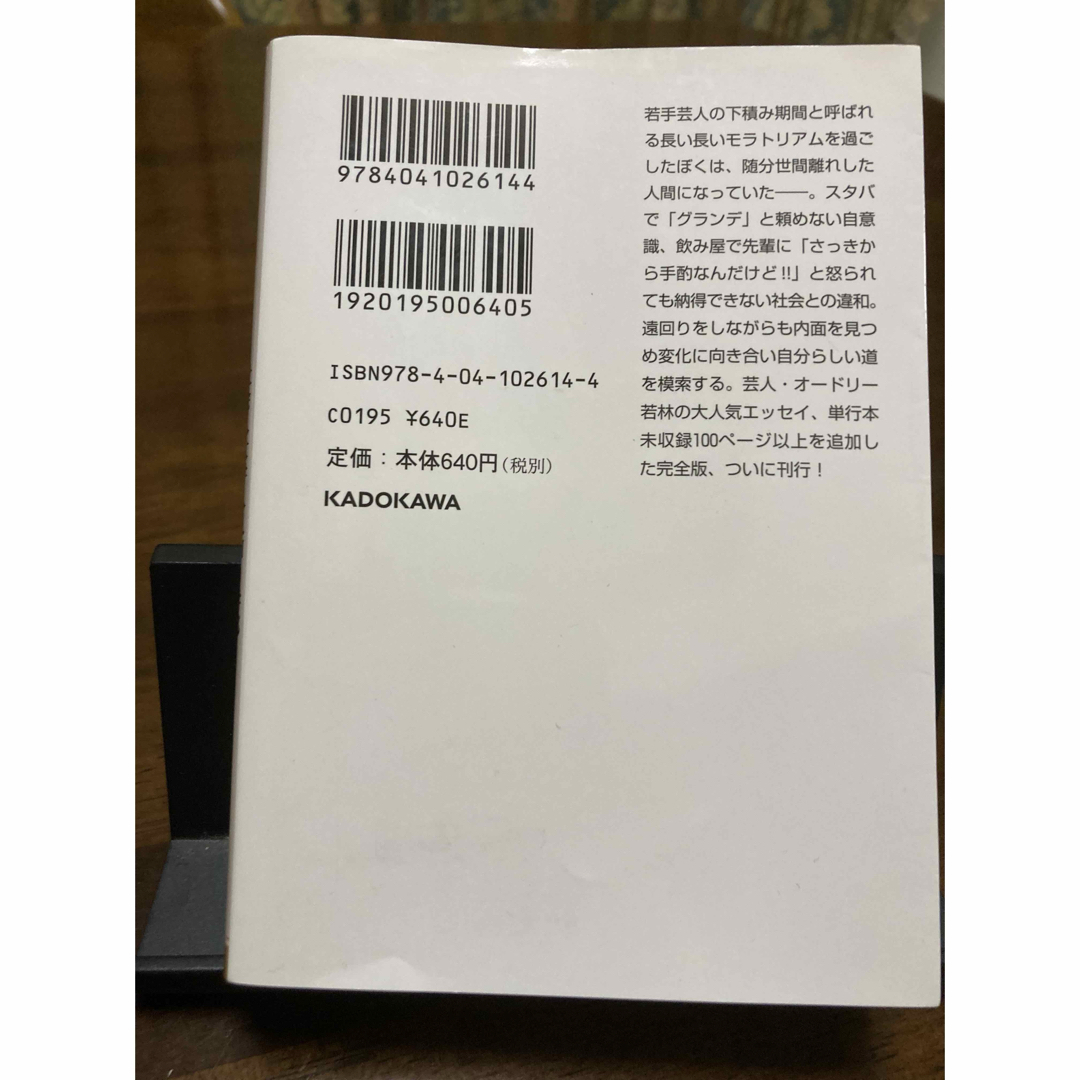 9784041026144
1920195006405
ISBN978-4-04-102614-4
C0195 ¥640E
定価：本体640円(税別)
KADOKAWA
若手芸人の下積み期間と呼ばれ
る長い長いモラトリアムを過ご
したぼくは、随分世間離れした
人間になっていた――。スタバ
で「グランデ」と頼めない自意
識、飲み屋で先輩に「さっきか
ら手酌なんだけど!!」と怒られ
ても納得できない社会との違和。
遠回りをしながらも内面を見つ
め変化に向き合い自分らしい道
を模索する。芸人・オードリー
若林の大人気エッセイ、単行本
未収録100ページ以上を追加し
た完全版、ついに刊行！